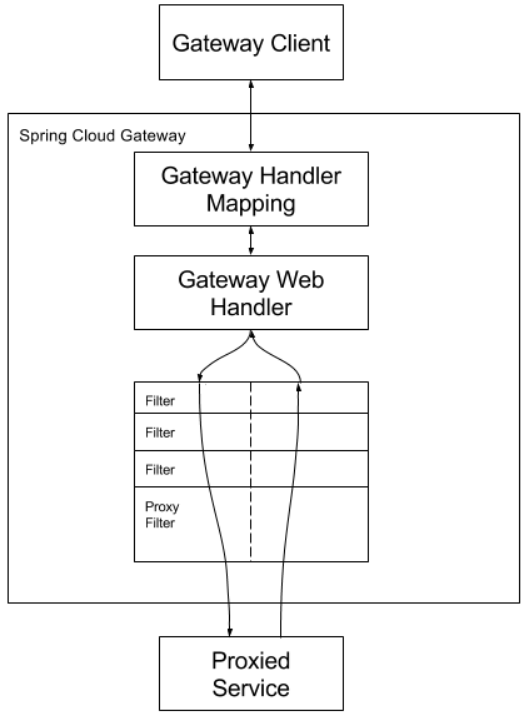 Gateway Client
Spring Cloud Gateway
Gateway Handler
Mapping
Gateway Web
Handler
Filter
Filter
Filter
Proxy
Filter
Proxied
Service